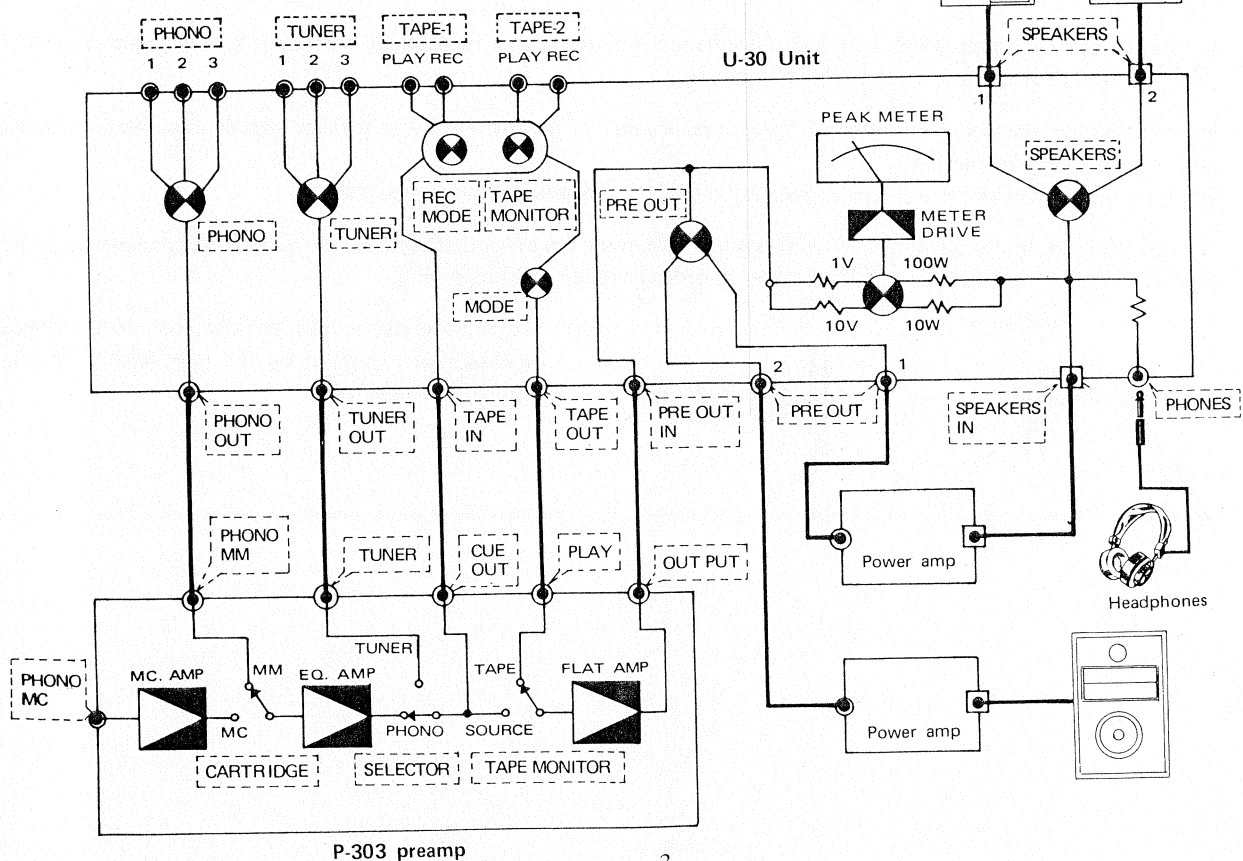 SPEAKERS
PHONO
TUNER
TAPE-1
TAPE-2
1 2 3
1 2 3
PLAY REC
PLAY REC
U-30 Unit
1
2
PEAK METER
SPEAKERS
REC MODE
TAPE MONITOR
PRE OUT
METER DRIVE
PHONO
TUNER
1V
100W
MODE
10V
10W
2
1
PHONO OUT
TUNER OUT
TAPE IN
TAPE OUT
PRE OUT IN
PRE OUT
SPEAKERS IN
PHONES
PHONO MM
TUNER
CUE OUT
PLAY
OUT PUT
Power amp
Headphones
TUNER
PHONO MC
MC. AMP
MM
EQ. AMP
TAPE
FLAT AMP
MC
PHONO
SOURCE
Power amp
CARTRIDGE
SELECTOR
TAPE MONITOR
P-303 preamp